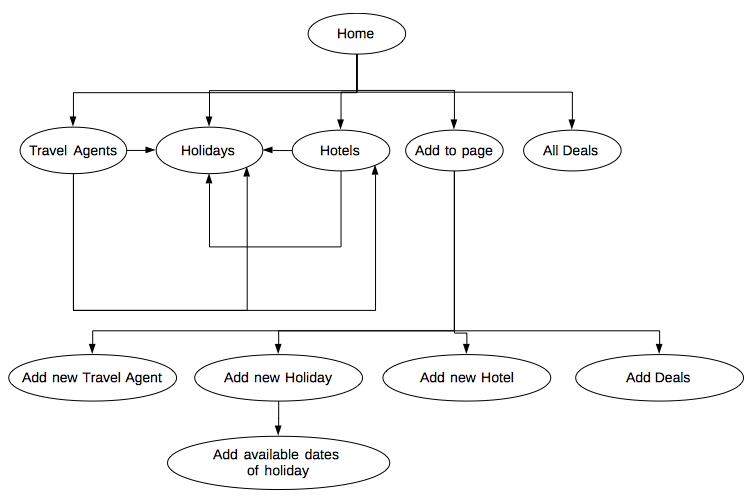 Home
Travel Agents
Holidays
Hotels
Add to page
All Deals
Add new Travel Agent
Add new Holiday
Add new Hotel
Add Deals
Add available dates
of holiday